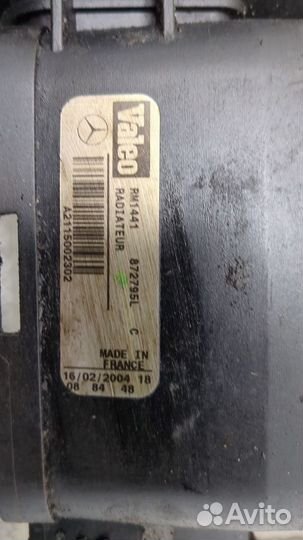 Valeo
RM1441 872795L C
RADIATEUR
A2115002302
MADE IN
FRANCE
16/02/2004 18
08 84 48
Avito